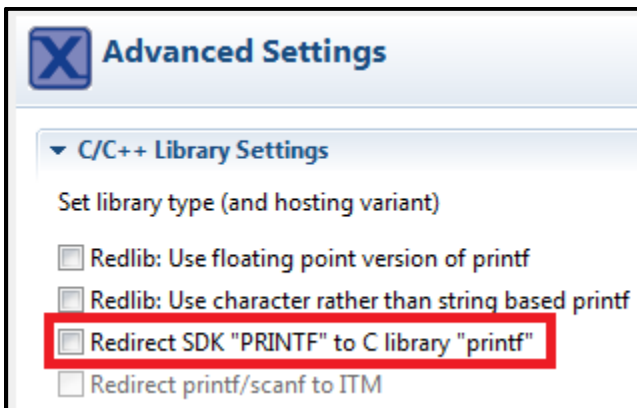 Advanced Settings
C/C++ Library Settings
Set library type (and hosting variant)
Redlib: Use floating point version of printf
Redlib: Use character rather than string based printf
Redirect SDK "PRINTF" to C library "printf"
Redirect printf/scanf to ITM